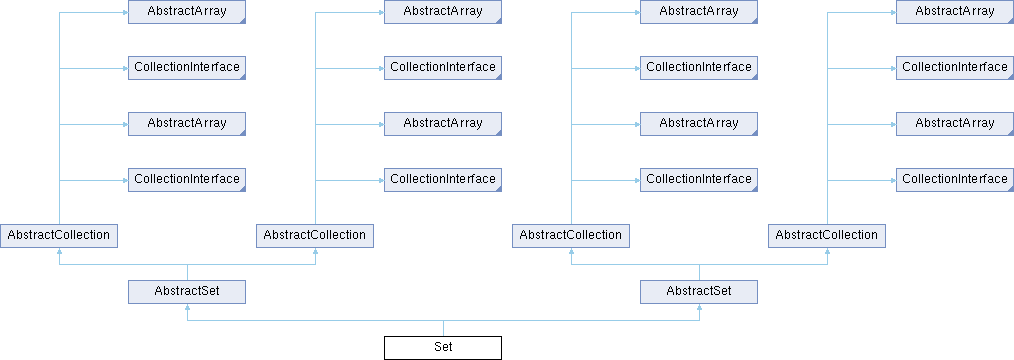 AbstractArray AbstractArray AbstractArray AbstractArray
CollectionInterface CollectionInterface CollectionInterface CollectionInterface
AbstractArray AbstractArray AbstractArray AbstractArray
CollectionInterface CollectionInterface CollectionInterface CollectionInterface
AbstractCollection AbstractCollection AbstractCollection AbstractCollection
AbstractSet AbstractSet
Set